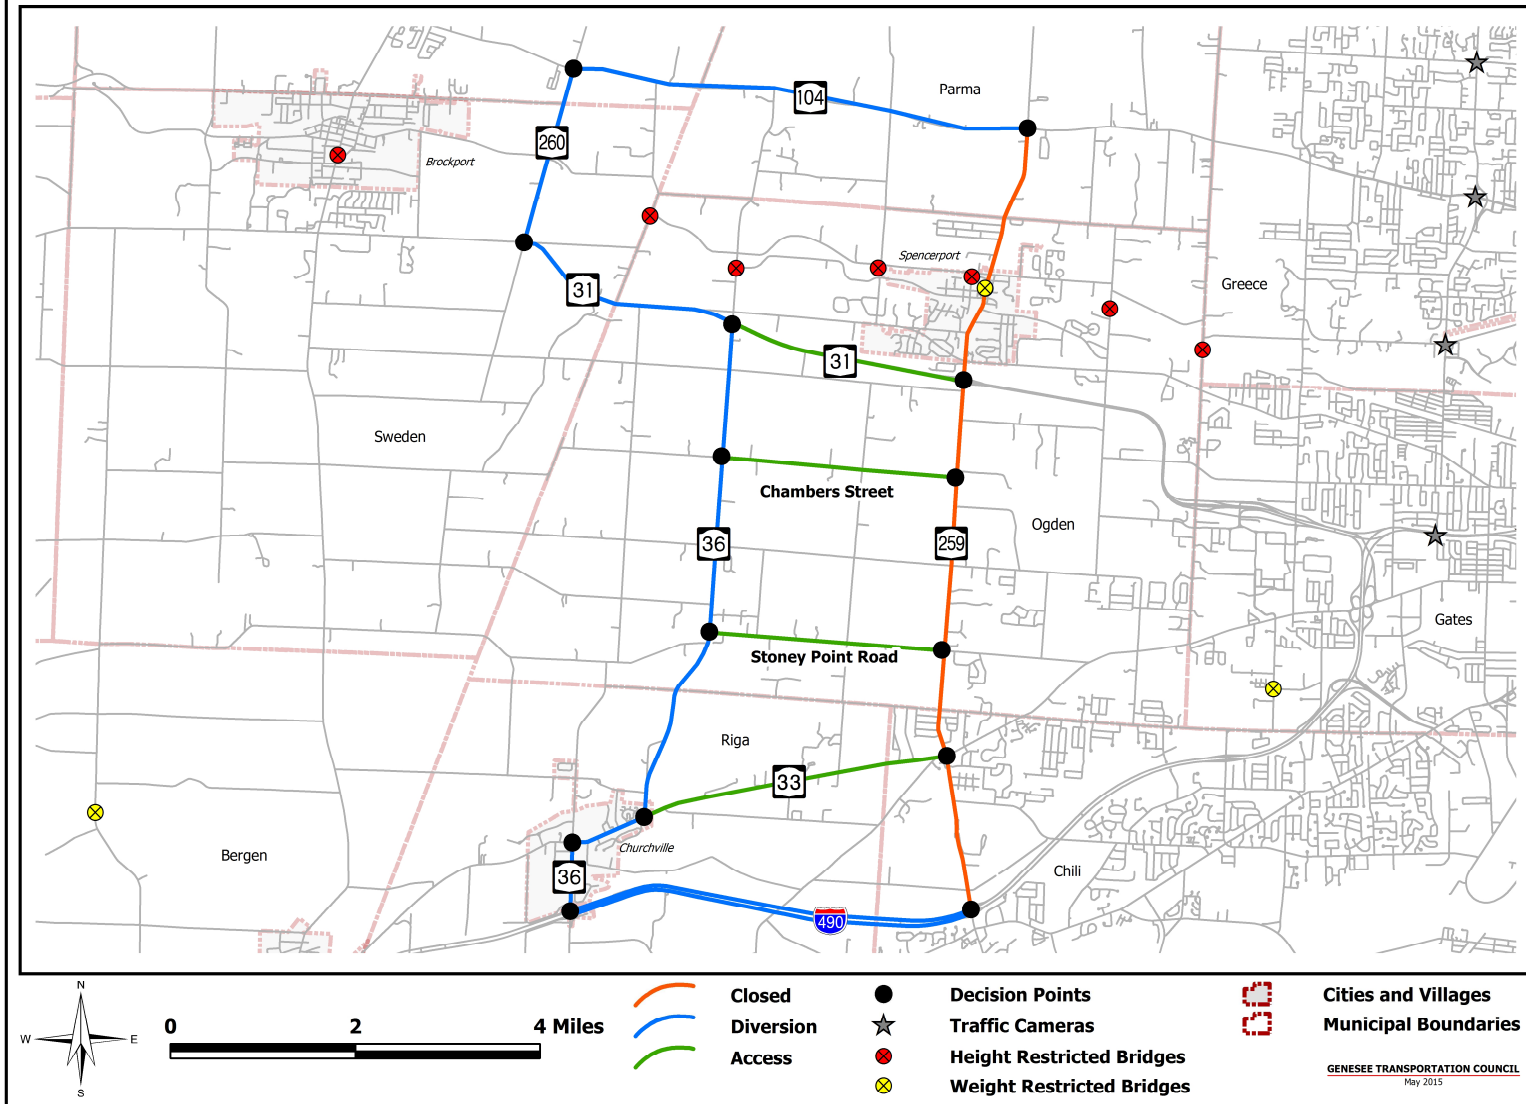 Parma
104
260
Brockport
Spencerport
Greece
31
31
Sweden
Chambers Street
Ogden
36
259
Gates
Stoney Point Road
Riga
33
Churchville
Bergen
36
Chili
490
N
W E
S
0 2 4 Miles
Closed
Diversion
Access
Decision Points
Traffic Cameras
Height Restricted Bridges
Weight Restricted Bridges
Cities and Villages
Municipal Boundaries
GENESEE TRANSPORTATION COUNCIL
May 2015